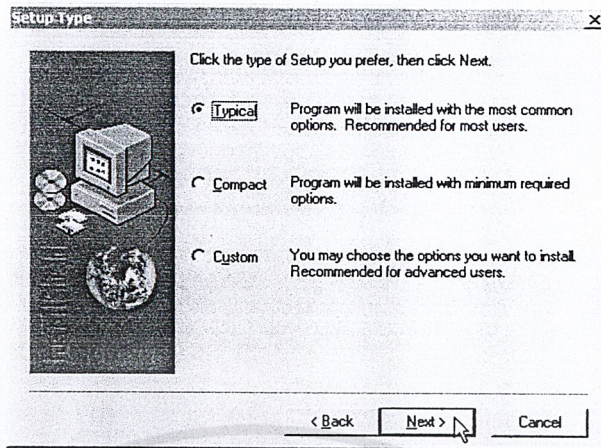 Setup Type
Click the type of Setup you prefer, then click Next.
Typical
Program will be installed with the most common
options. Recommended for most users.
Compact
Program will be installed with minimum required
options.
Custom
You may choose the options you want to install.
Recommended for advanced users.
InstallShield
< Back
Next >
Cancel